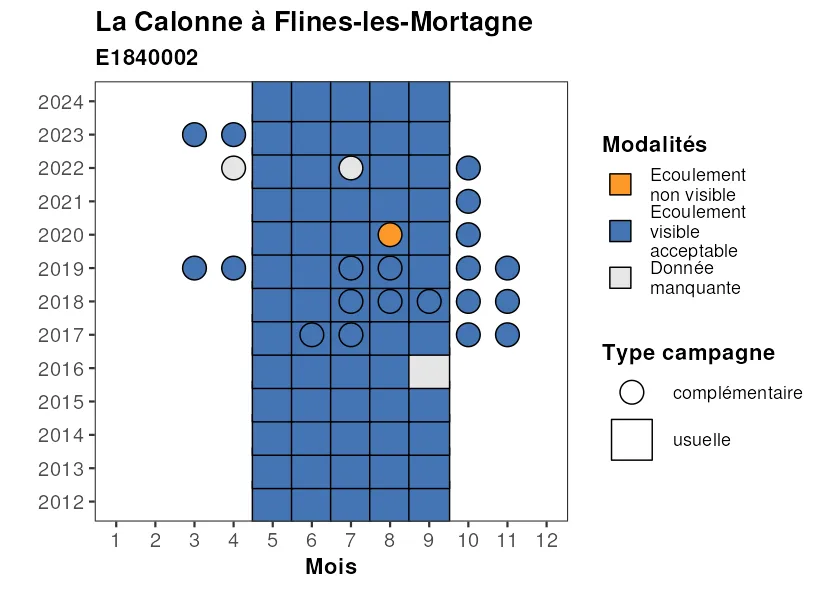 La Calonne à Flines-les-Mortagne
E1840002
2024
2023
2022
2021
2020
2019
2018
2017
2016
2015
2014
2013
2012
1 2 3 4 5 6 7 8 9 10 11 12
Mois
Modalités
Ecoulement
non visible
Ecoulement
visible
acceptable
Donnée
manquante
Type campagne
complémentaire
usuelle